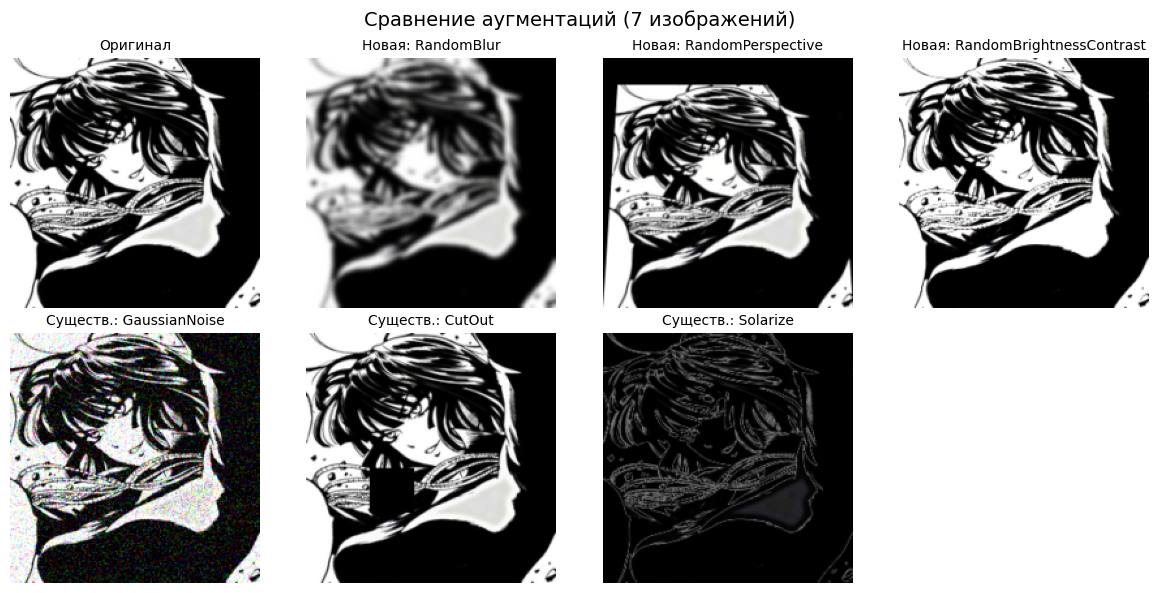 Сравнение аугментаций (7 изображений)
Оригинал
Новая: RandomBlur
Новая: RandomPerspective
Новая: RandomBrightnessContrast
Существ.: GaussianNoise
Существ.: CutOut
Существ.: Solarize